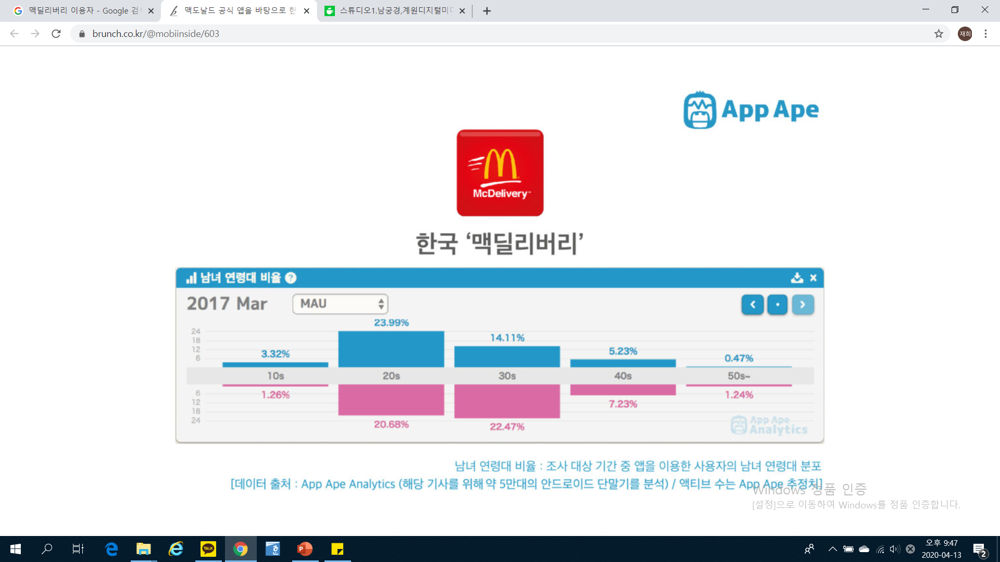 맥딜리버리 이용자 - Google 검색
맥도날드 공식 앱을 바탕으로 한
스튜디오1.남궁경,계원디지털미디
brunch.co.kr/@mobiinside/603
재희
App Ape
McDelivery™
한국 ‘맥딜리버리’
남녀 연령대 비율 ?
2017 Mar
MAU
23.99%
14.11%
5.23%
3.32%
0.47%
24
18
12
6
10s
20s
30s
40s
50s~
6
12
18
24
1.26%
20.68%
22.47%
7.23%
1.24%
App Ape
Analytics
남녀 연령대 비율 : 조사 대상 기간 중 앱을 이용한 사용자의 남녀 연령대 분포
[데이터 출처 : App Ape Analytics (해당 기사를 위해 약 5만대의 안드로이드 단말기를 분석) / 액티브 수는 App Ape 추정치]
Windows 정품 인증
[설정]으로 이동하여 Windows를 정품 인증합니다.
TALK
한
P
오후 9:47
2020-04-13
2